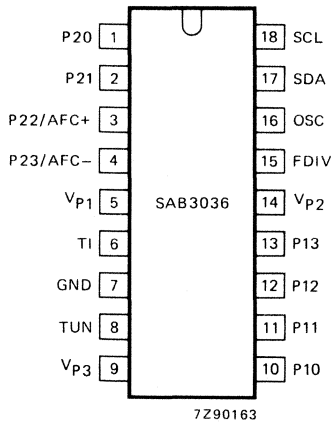 P20 1 18 SCL
P21 2 17 SDA
P22/AFC+ 3 16 OSC
P23/AFC− 4 15 FDIV
VP1 5 SAB3036 14 VP2
TI 6 13 P13
GND 7 12 P12
TUN 8 11 P11
VP3 9 10 P10
7Z90163